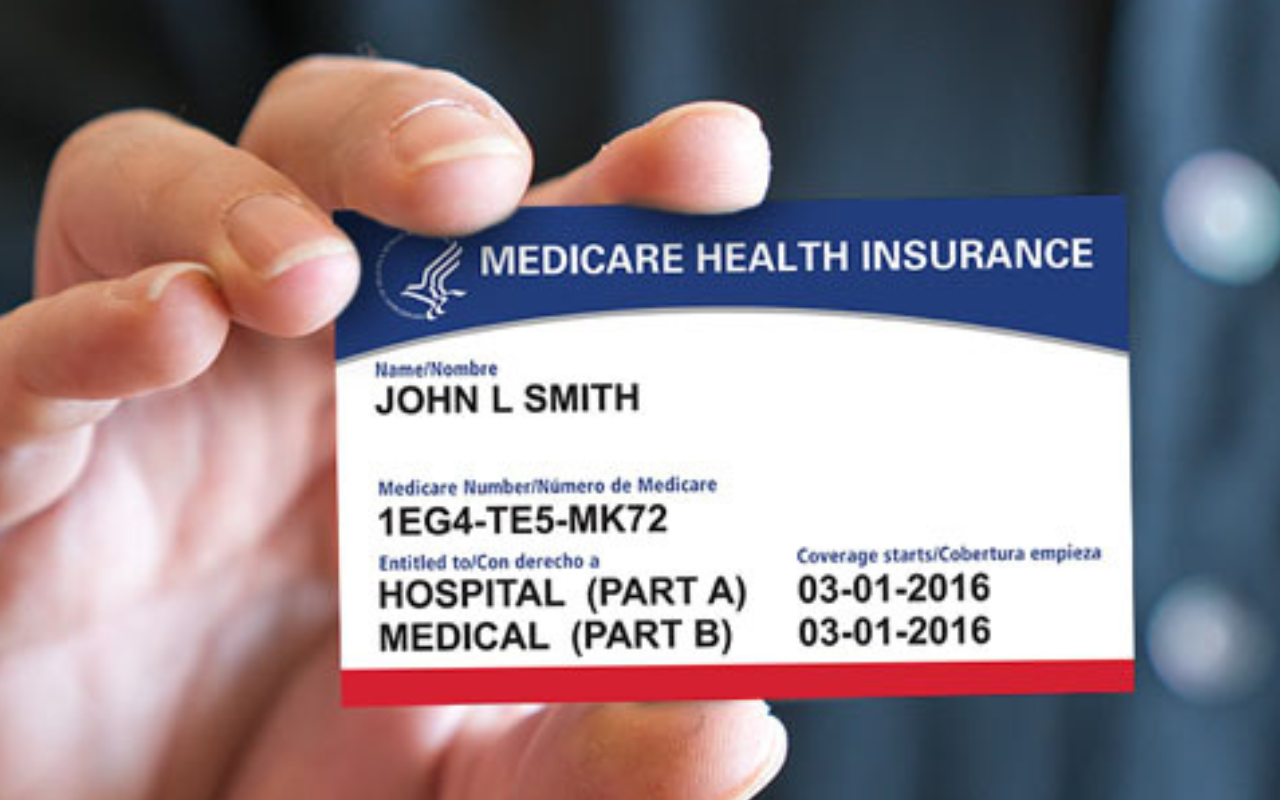 MEDICARE HEALTH INSURANCE
Name/Nombre
JOHN L SMITH
Medicare Number/Número de Medicare
1EG4-TE5-MK72
Entitled to/Con derecho a
HOSPITAL (PART A)
MEDICAL (PART B)
Coverage starts/Cobertura empieza
03-01-2016
03-01-2016